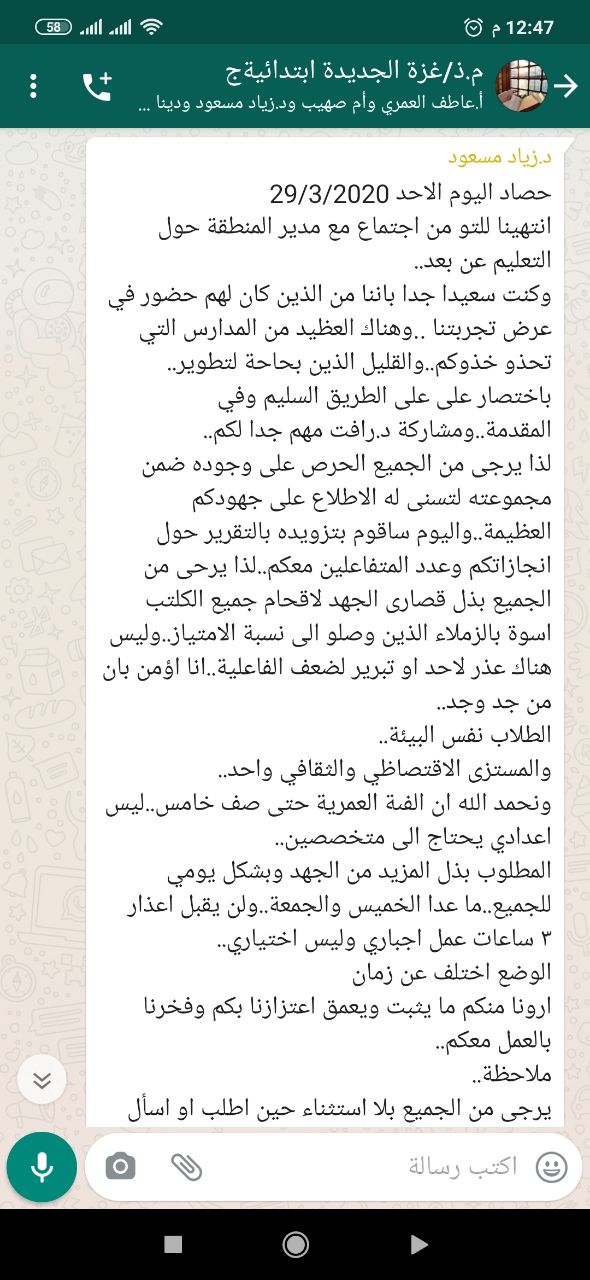 12:47 م
58
م.ذ/غزة الجديدة ابتدائيةج
أ.عاطف العمري وأم صهيب ود.زياد مسعود ودينا ...
د.زياد مسعود
حصاد اليوم الاحد 29/3/2020
انتهينا للتو من اجتماع مع مدير المنطقة حول
التعليم عن بعد..
وكنت سعيدا جدا باننا من الذين كان لهم حضور في
عرض تجربتنا ..وهناك العظيد من المدارس التي
تحذو خذوكم..والقليل الذين بحاحة لتطوير..
باختصار على على الطريق السليم وفي
المقدمة..ومشاركة د.رافت مهم جدا لكم..
لذا يرجى من الجميع الحرص على وجوده ضمن
مجموعته لتسنى له الاطلاع على جهودكم
العظيمة..واليوم ساقوم بتزويده بالتقرير حول
انجازاتكم وعدد المتفاعلين معكم..لذا يرحى من
الجميع بذل قصارى الجهد لاقحام جميع الكلتب
اسوة بالزملاء الذين وصلو الى نسبة الامتياز..وليس
هناك عذر لاحد او تبرير لضعف الفاعلية..انا اؤمن بان
من جد وجد..
الطلاب نفس البيئة..
والمستزى الاقتصاظي والثقافي واحد..
ونحمد الله ان الفىة العمرية حتى صف خامس..ليس
اعدادي يحتاج الى متخصصين..
المطلوب بذل المزيد من الجهد وبشكل يومي
للجميع..ما عدا الخميس والجمعة..ولن يقبل اعذار
٣ ساعات عمل اجباري وليس اختياري..
الوضع اختلف عن زمان
ارونا منكم ما يثبت ويعمق اعتزازنا بكم وفخرنا
بالعمل معكم..
ملاحظة..
يرجى من الجميع بلا استثناء حين اطلب او اسأل
اكتب رسالة